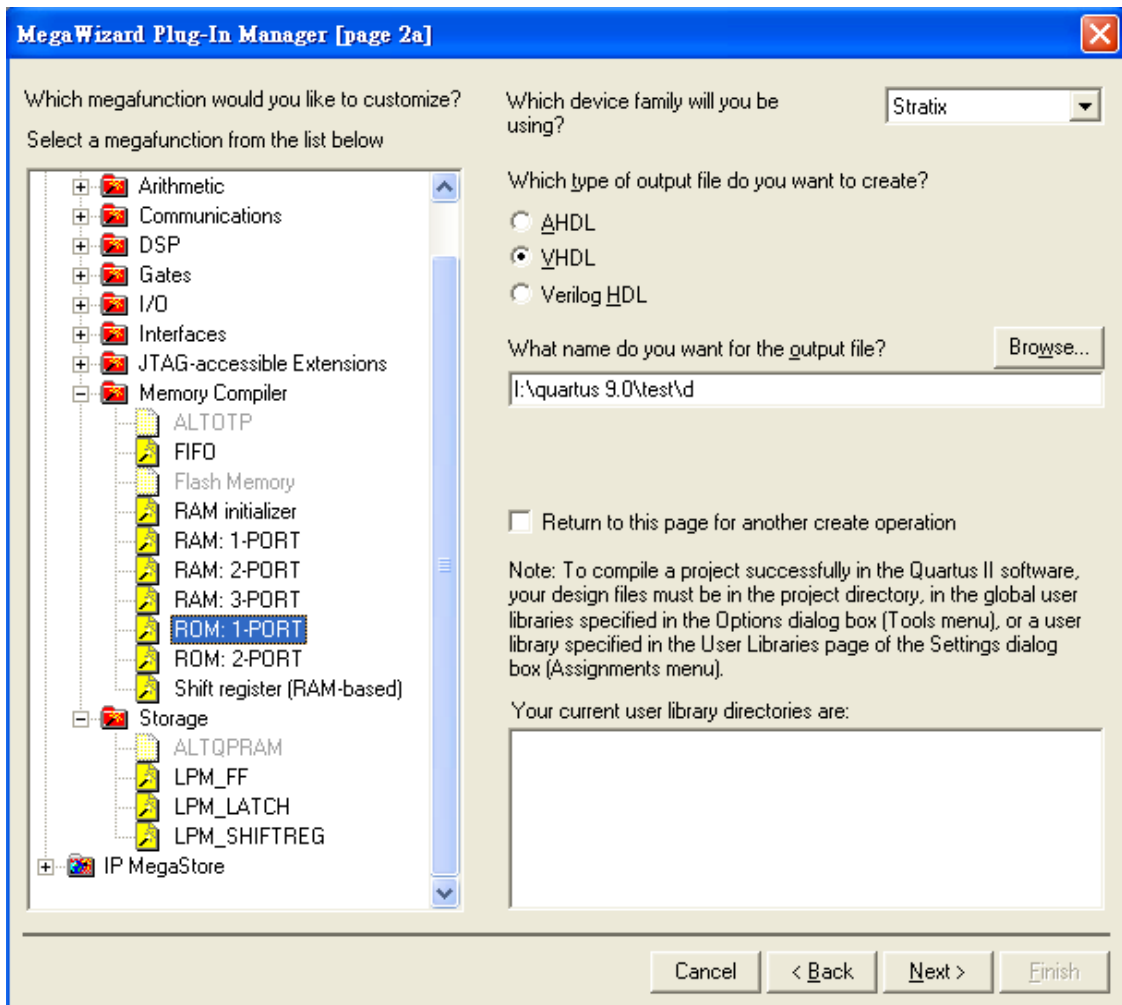 MegaWizard Plug-In Manager [page 2a]
Which megafunction would you like to customize?
Select a megafunction from the list below
Arithmetic
Communications
DSP
Gates
I/O
Interfaces
JTAG-accessible Extensions
Memory Compiler
ALTOTP
FIFO
Flash Memory
RAM initializer
RAM: 1-PORT
RAM: 2-PORT
RAM: 3-PORT
ROM: 1-PORT
ROM: 2-PORT
Shift register (RAM-based)
Storage
ALTQPRAM
LPM_FF
LPM_LATCH
LPM_SHIFTREG
IP MegaStore
Which device family will you be
using?
Stratix
Which type of output file do you want to create?
AHDL
VHDL
Verilog HDL
What name do you want for the output file?
Browse...
I:\quartus 9.0\test\d
Return to this page for another create operation
Note: To compile a project successfully in the Quartus II software,
your design files must be in the project directory, in the global user
libraries specified in the Options dialog box (Tools menu), or a user
library specified in the User Libraries page of the Settings dialog
box (Assignments menu).
Your current user library directories are:
Cancel
< Back
Next >
Finish